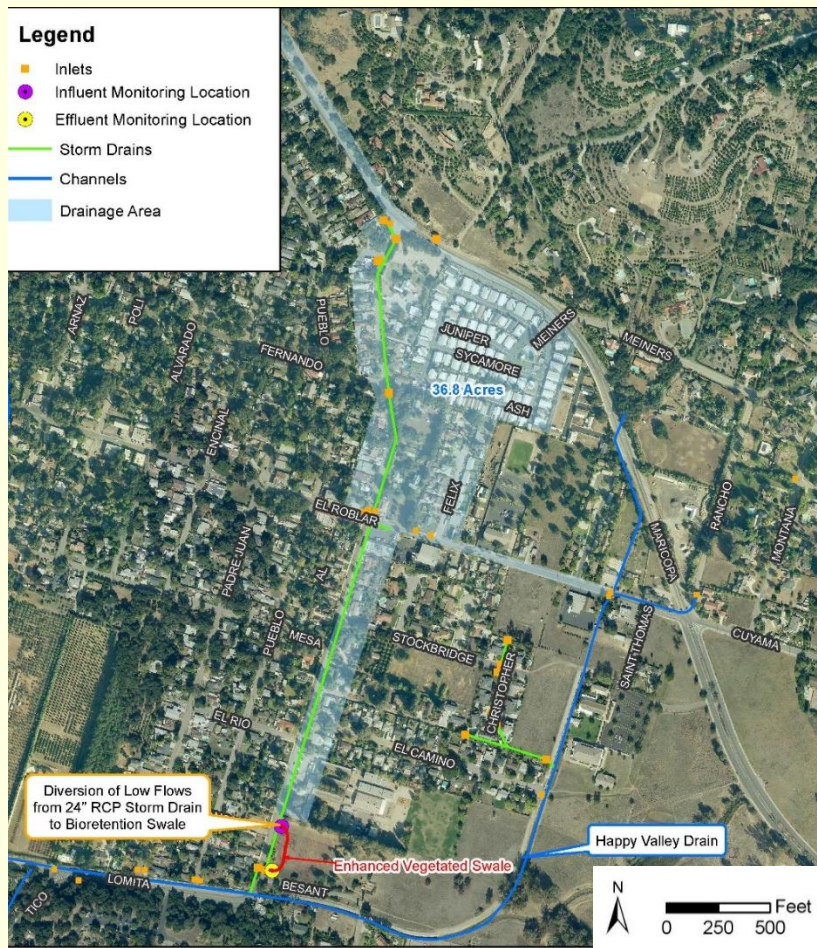 Legend
Inlets
Influent Monitoring Location
Effluent Monitoring Location
Storm Drains
Channels
Drainage Area
ARNAZ
POLI
ALVARADO
PUEBLO
FERNANDO
ENCINAL
JUNIPER
SYCAMORE
MEINERS
MEINERS
36.8 Acres
ASH
FELIX
EL ROBLAR
PADRE JUAN
AL
MARICOPA
RANCHO
MONTANA
PUEBLO
MESA
STOCKBRIDGE
SAINT THOMAS
CUYAMA
CHRISTOPHER
EL RIO
EL CAMINO
Diversion of Low Flows
from 24" RCP Storm Drain
to Bioretention Swale
Happy Valley Drain
Enhanced Vegetated Swale
LOMITA
BESANT
TICO
N
Feet
0 250 500